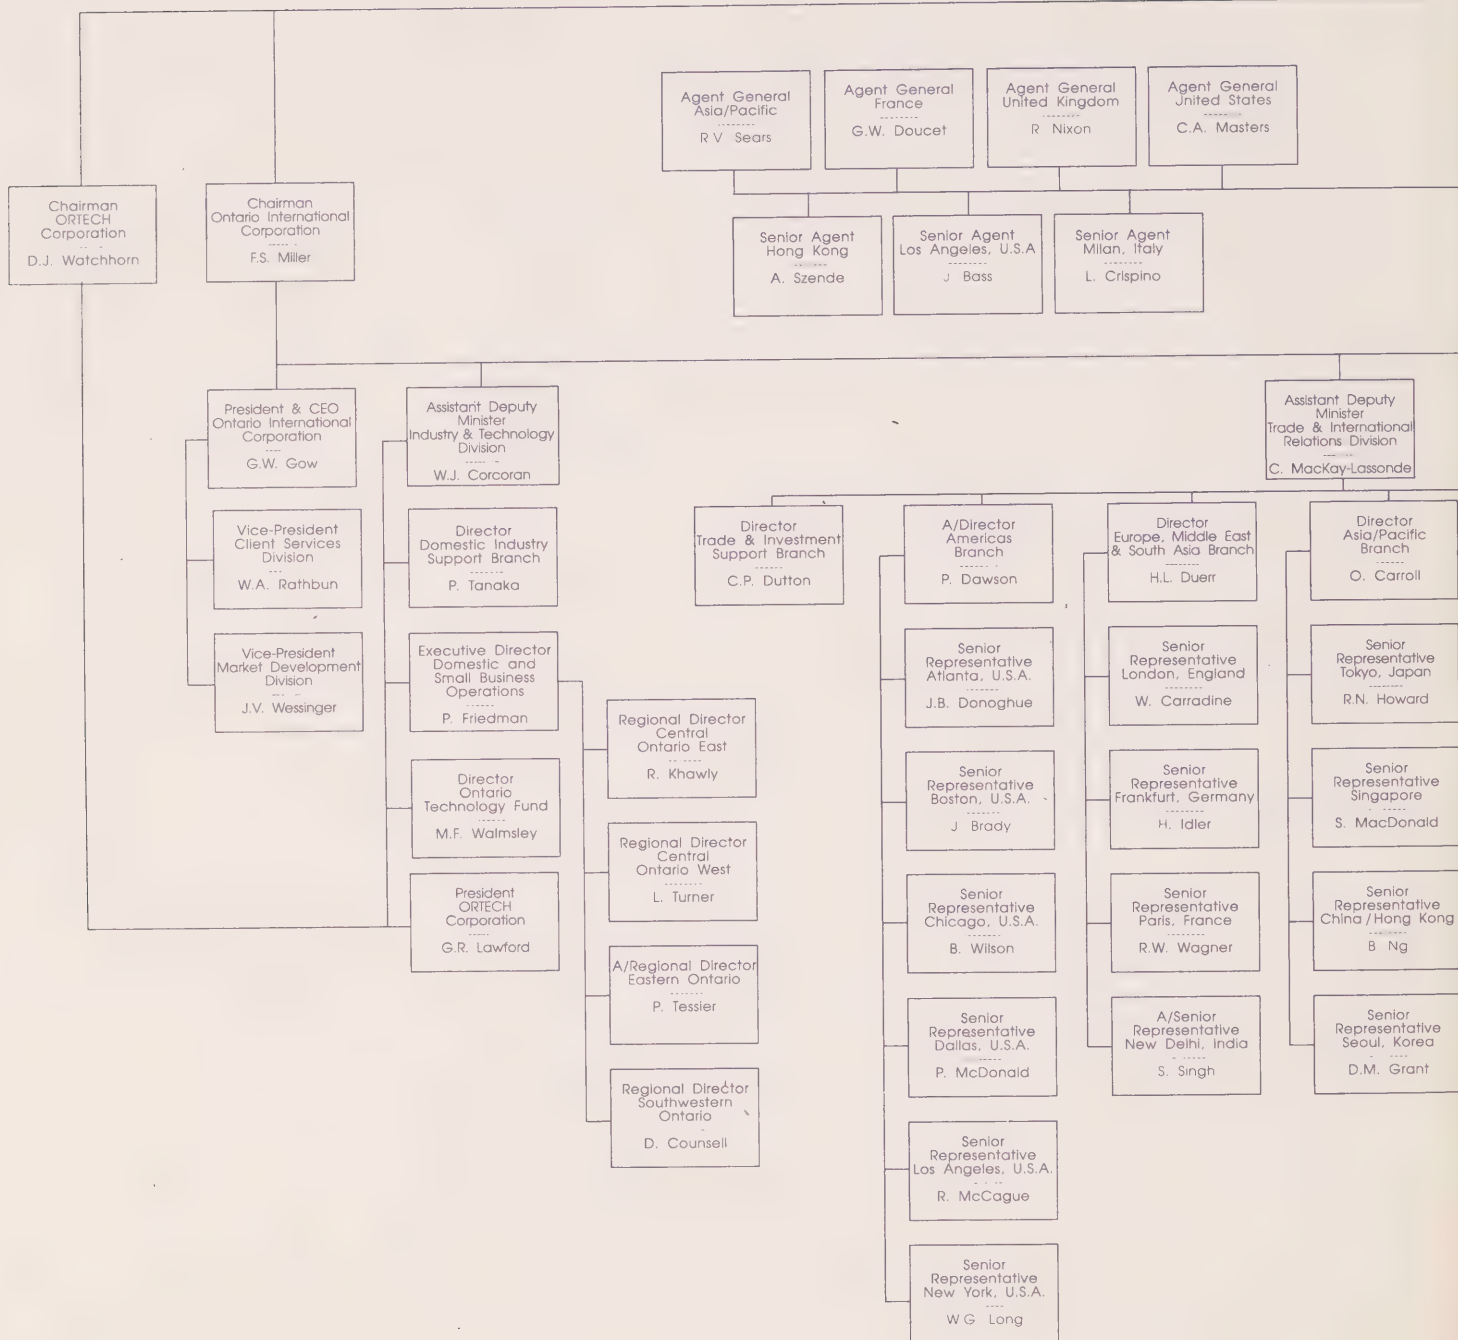 Agent General
Asia/Pacific
R V Sears
Agent General
France
G.W. Doucet
Agent General
United Kingdom
R Nixon
Agent General
United States
C.A. Masters
Chairman
ORTECH
Corporation
D.J. Watchhorn
Chairman
Ontario International
Corporation
F.S. Miller
Senior Agent
Hong Kong
A. Szende
Senior Agent
Los Angeles, U.S.A
J Bass
Senior Agent
Milan, Italy
L. Crispino
President & CEO
Ontario International
Corporation
G.W. Gow
Vice-President
Client Services
Division
W.A. Rathbun
Vice-President
Market Development
Division
J.V. Wessinger
Assistant Deputy
Minister
Industry & Technology
Division
W.J. Corcoran
Director
Domestic Industry
Support Branch
P. Tanaka
Executive Director
Domestic and
Small Business
Operations
P. Friedman
Director
Ontario
Technology Fund
M.F. Walmsley
President
ORTECH
Corporation
G.R. Lawford
Regional Director
Central
Ontario East
R. Khawly
Regional Director
Central
Ontario West
L. Turner
A/Regional Director
Eastern Ontario
P. Tessier
Regional Director
Southwestern
Ontario
D. Counsell
Assistant Deputy
Minister
Trade & International
Relations Division
C. MacKay-Lassonde
Director
Trade & Investment
Support Branch
C.P. Dutton
A/Director
Americas
Branch
P. Dawson
Senior
Representative
Atlanta, U.S.A.
J.B. Donoghue
Senior
Representative
Boston, U.S.A.
J Brady
Senior
Representative
Chicago, U.S.A.
B. Wilson
Senior
Representative
Dallas, U.S.A.
P. McDonald
Senior
Representative
Los Angeles, U.S.A.
R. McCague
Senior
Representative
New York, U.S.A.
W G Long
Director
Europe, Middle East
& South Asia Branch
H.L. Duerr
Senior
Representative
London, England
W. Carradine
Senior
Representative
Frankfurt, Germany
H. Idler
Senior
Representative
Paris, France
R.W. Wagner
A/Senior
Representative
New Delhi, India
S. Singh
Director
Asia/Pacific
Branch
O. Carroll
Senior
Representative
Tokyo, Japan
R.N. Howard
Senior
Representative
Singapore
S. MacDonald
Senior
Representative
China/Hong Kong
B Ng
Senior
Representative
Seoul, Korea
D.M. Grant